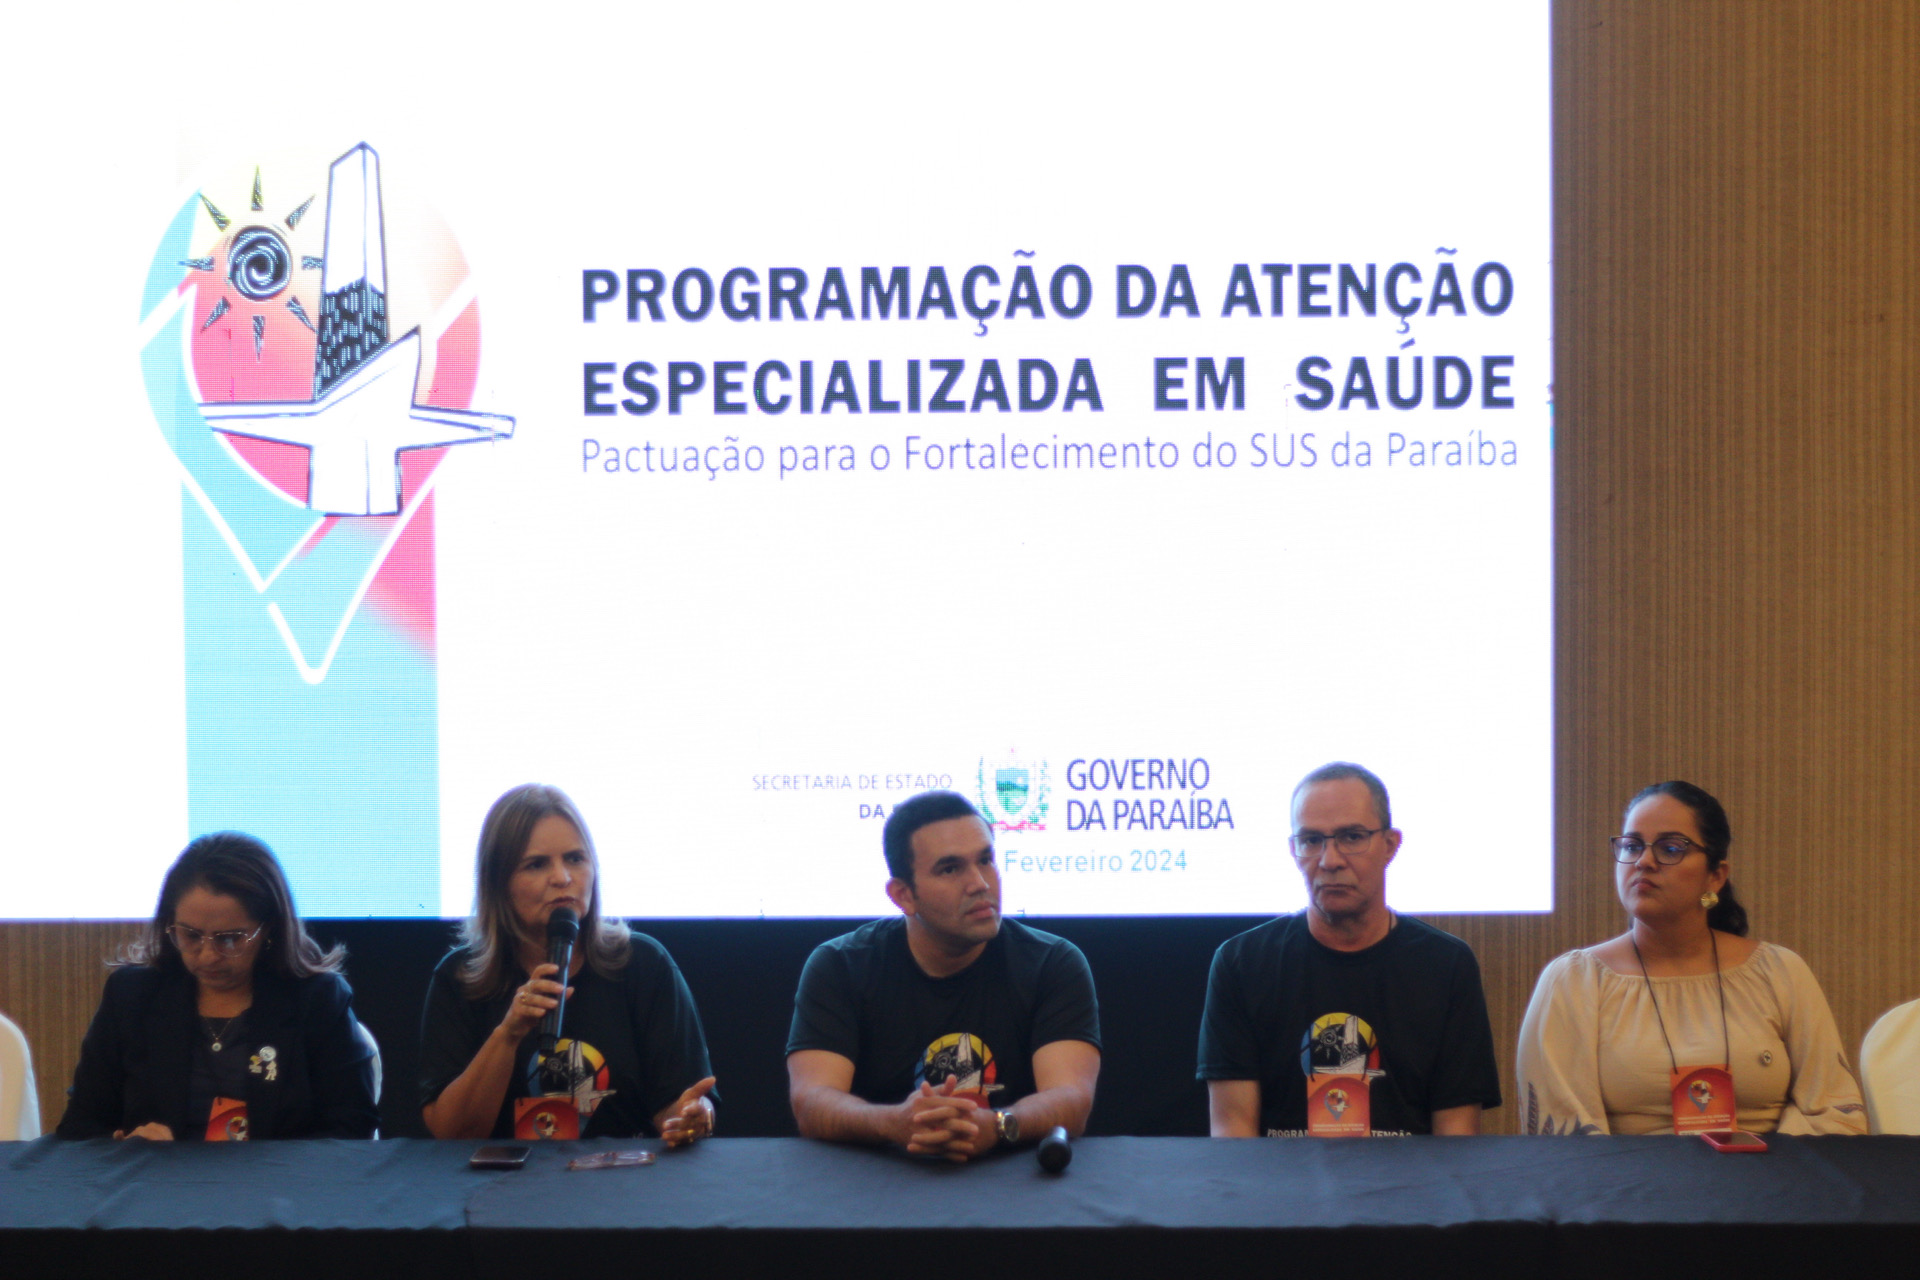 PROGRAMAÇÃO DA ATENÇÃO
ESPECIALIZADA EM SAÚDE
Pactuação para o Fortalecimento do SUS da Paraíba
SECRETARIA DE ESTADO
DA
GOVERNO
DA PARAÍBA
Fevereiro 2024